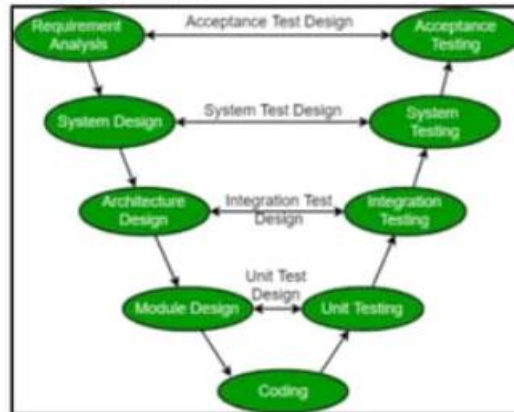 Requirement
Analysis
Acceptance Test Design
Acceptance
Testing
System Design
System Test Design
System
Testing
Architecture
Design
Integration Test
Design
Integration
Testing
Module Design
Unit Test
Design
Unit Testing
Coding